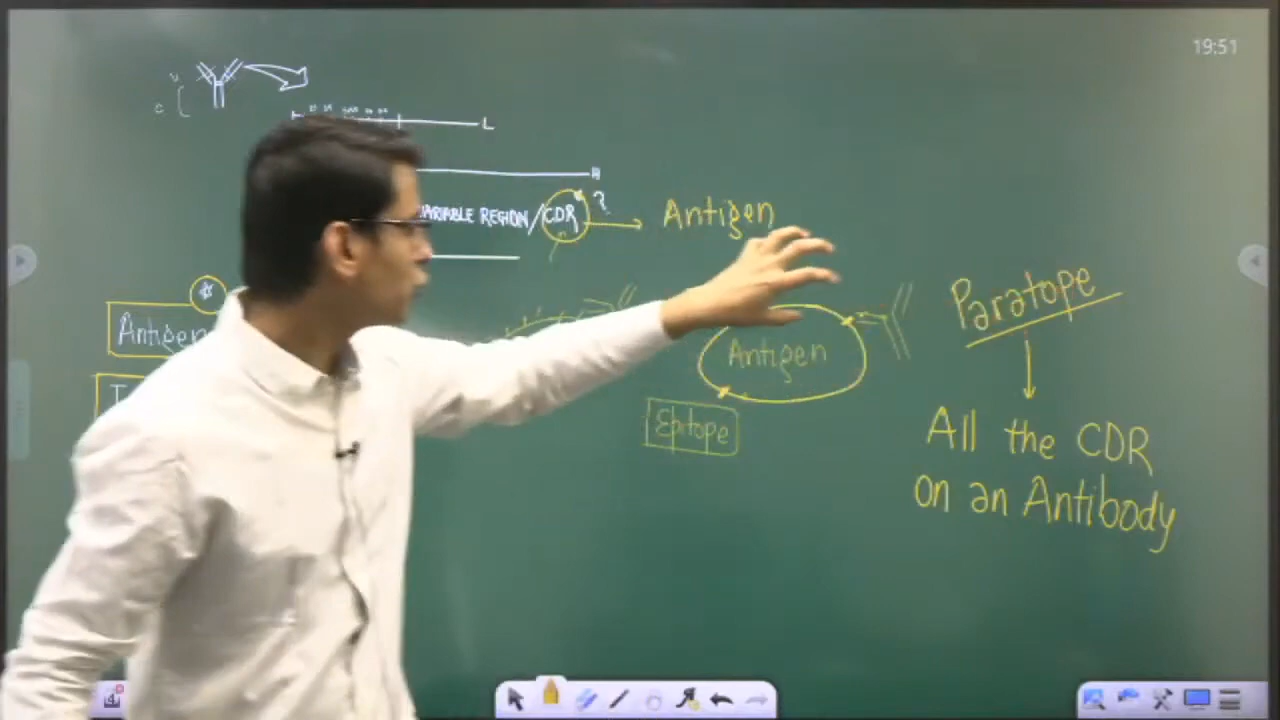 19:51
V
C
L
H
VARIABLE REGION/CDR ?
Antigen
Antigen
Antigen
Epitope
Paratope
All the CDR
on an Antibody